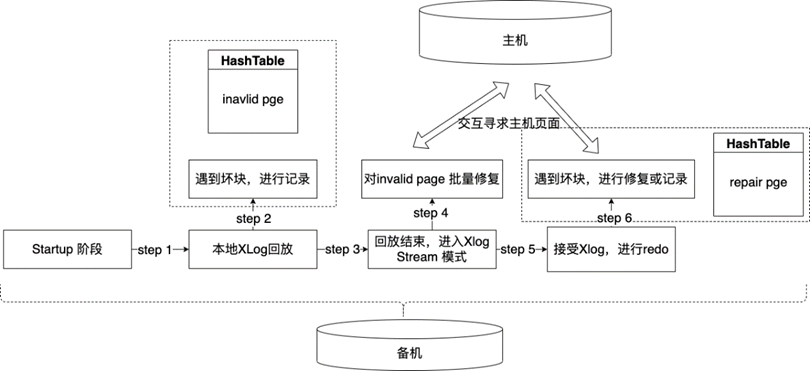 主机
HashTable
inavlid pge
交互寻求主机页面
HashTable
repair pge
遇到坏块，进行记录
对invalid page 批量修复
遇到坏块，进行修复或记录
step 2
step 4
step 6
Startup 阶段
step 1
本地XLog回放
step 3
回放结束，进入Xlog
Stream 模式
step 5
接受Xlog，进行redo
备机